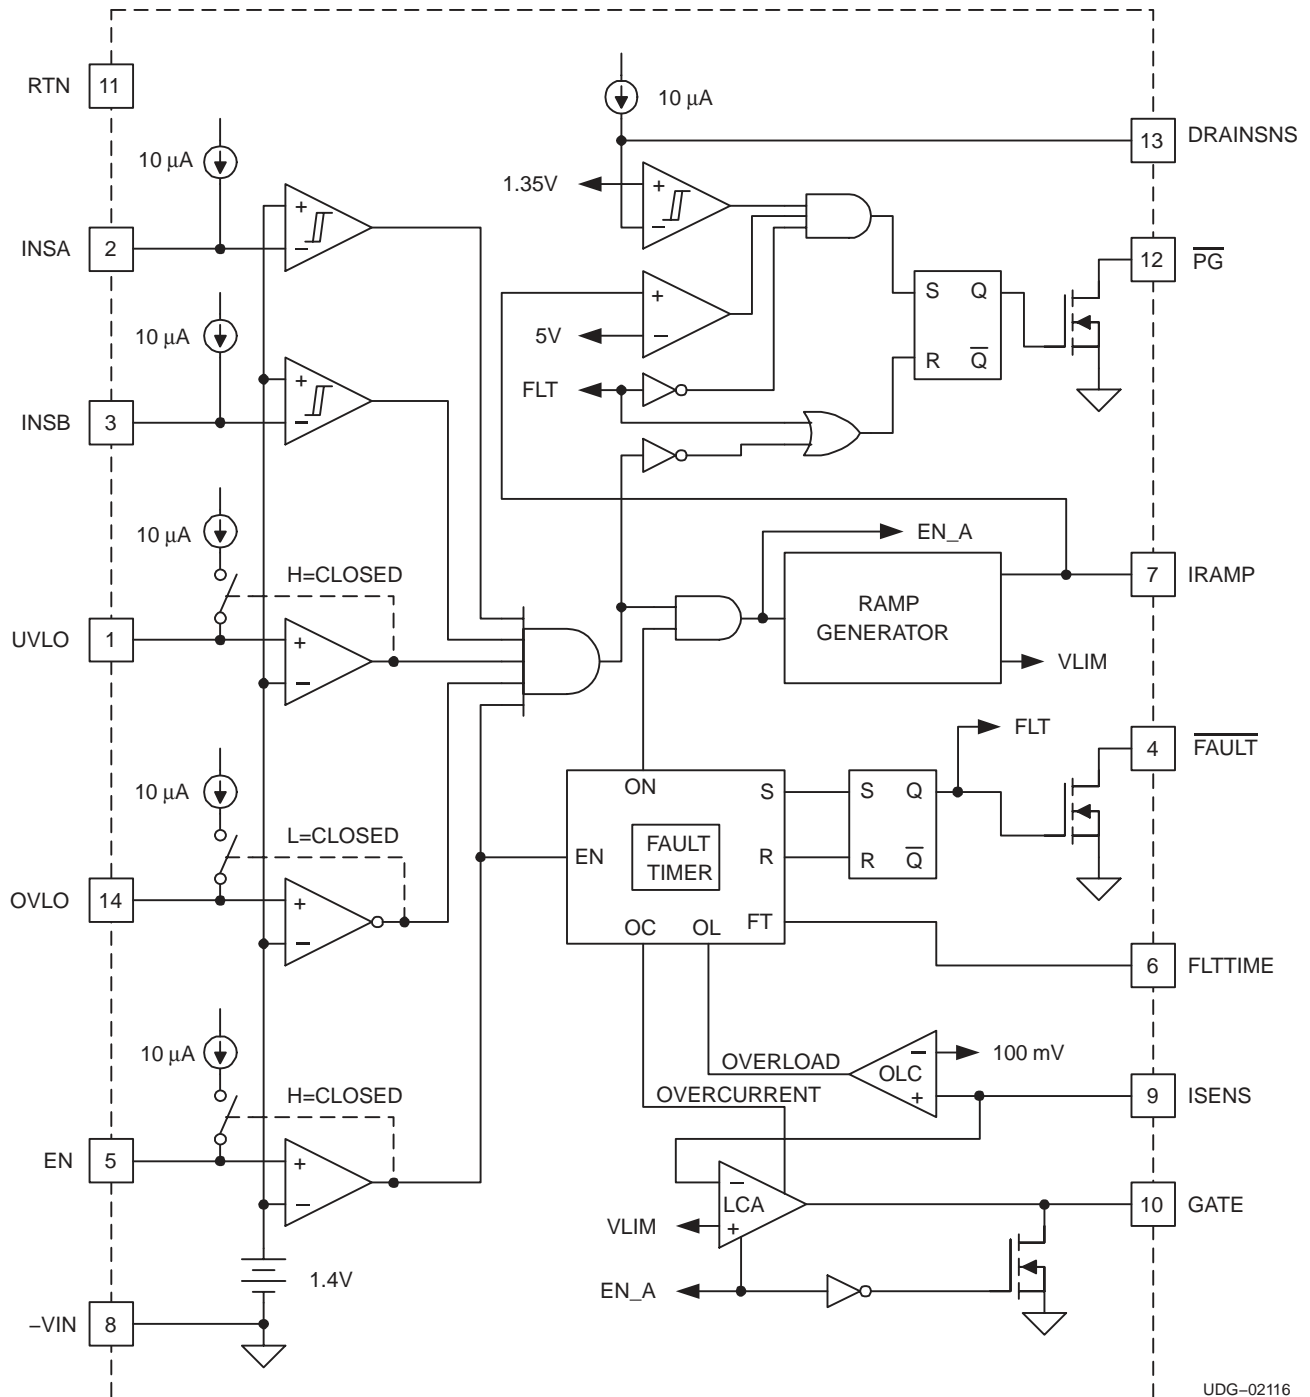 RTN
11
10 µA
DRAINSNS
13
10 µA
1.35V
+
−
+
−
INSA
2
PG
12
S Q
R Q
+
−
5V
FLT
10 µA
+
−
INSB
3
10 µA
H=CLOSED
EN_A
RAMP
GENERATOR
IRAMP
7
VLIM
UVLO
1
+
−
FLT
FAULT
4
10 µA
L=CLOSED
ON
S
S Q
FAULT
TIMER
EN
R
R Q
OC
OL
FT
OVLO
14
+
−
FLTTIME
6
10 µA
H=CLOSED
OVERLOAD
−
OLC
+
100 mV
OVERCURRENT
ISENS
9
EN
5
+
−
−
LCA
+
VLIM
GATE
10
EN_A
1.4V
–VIN
8
UDG–02116